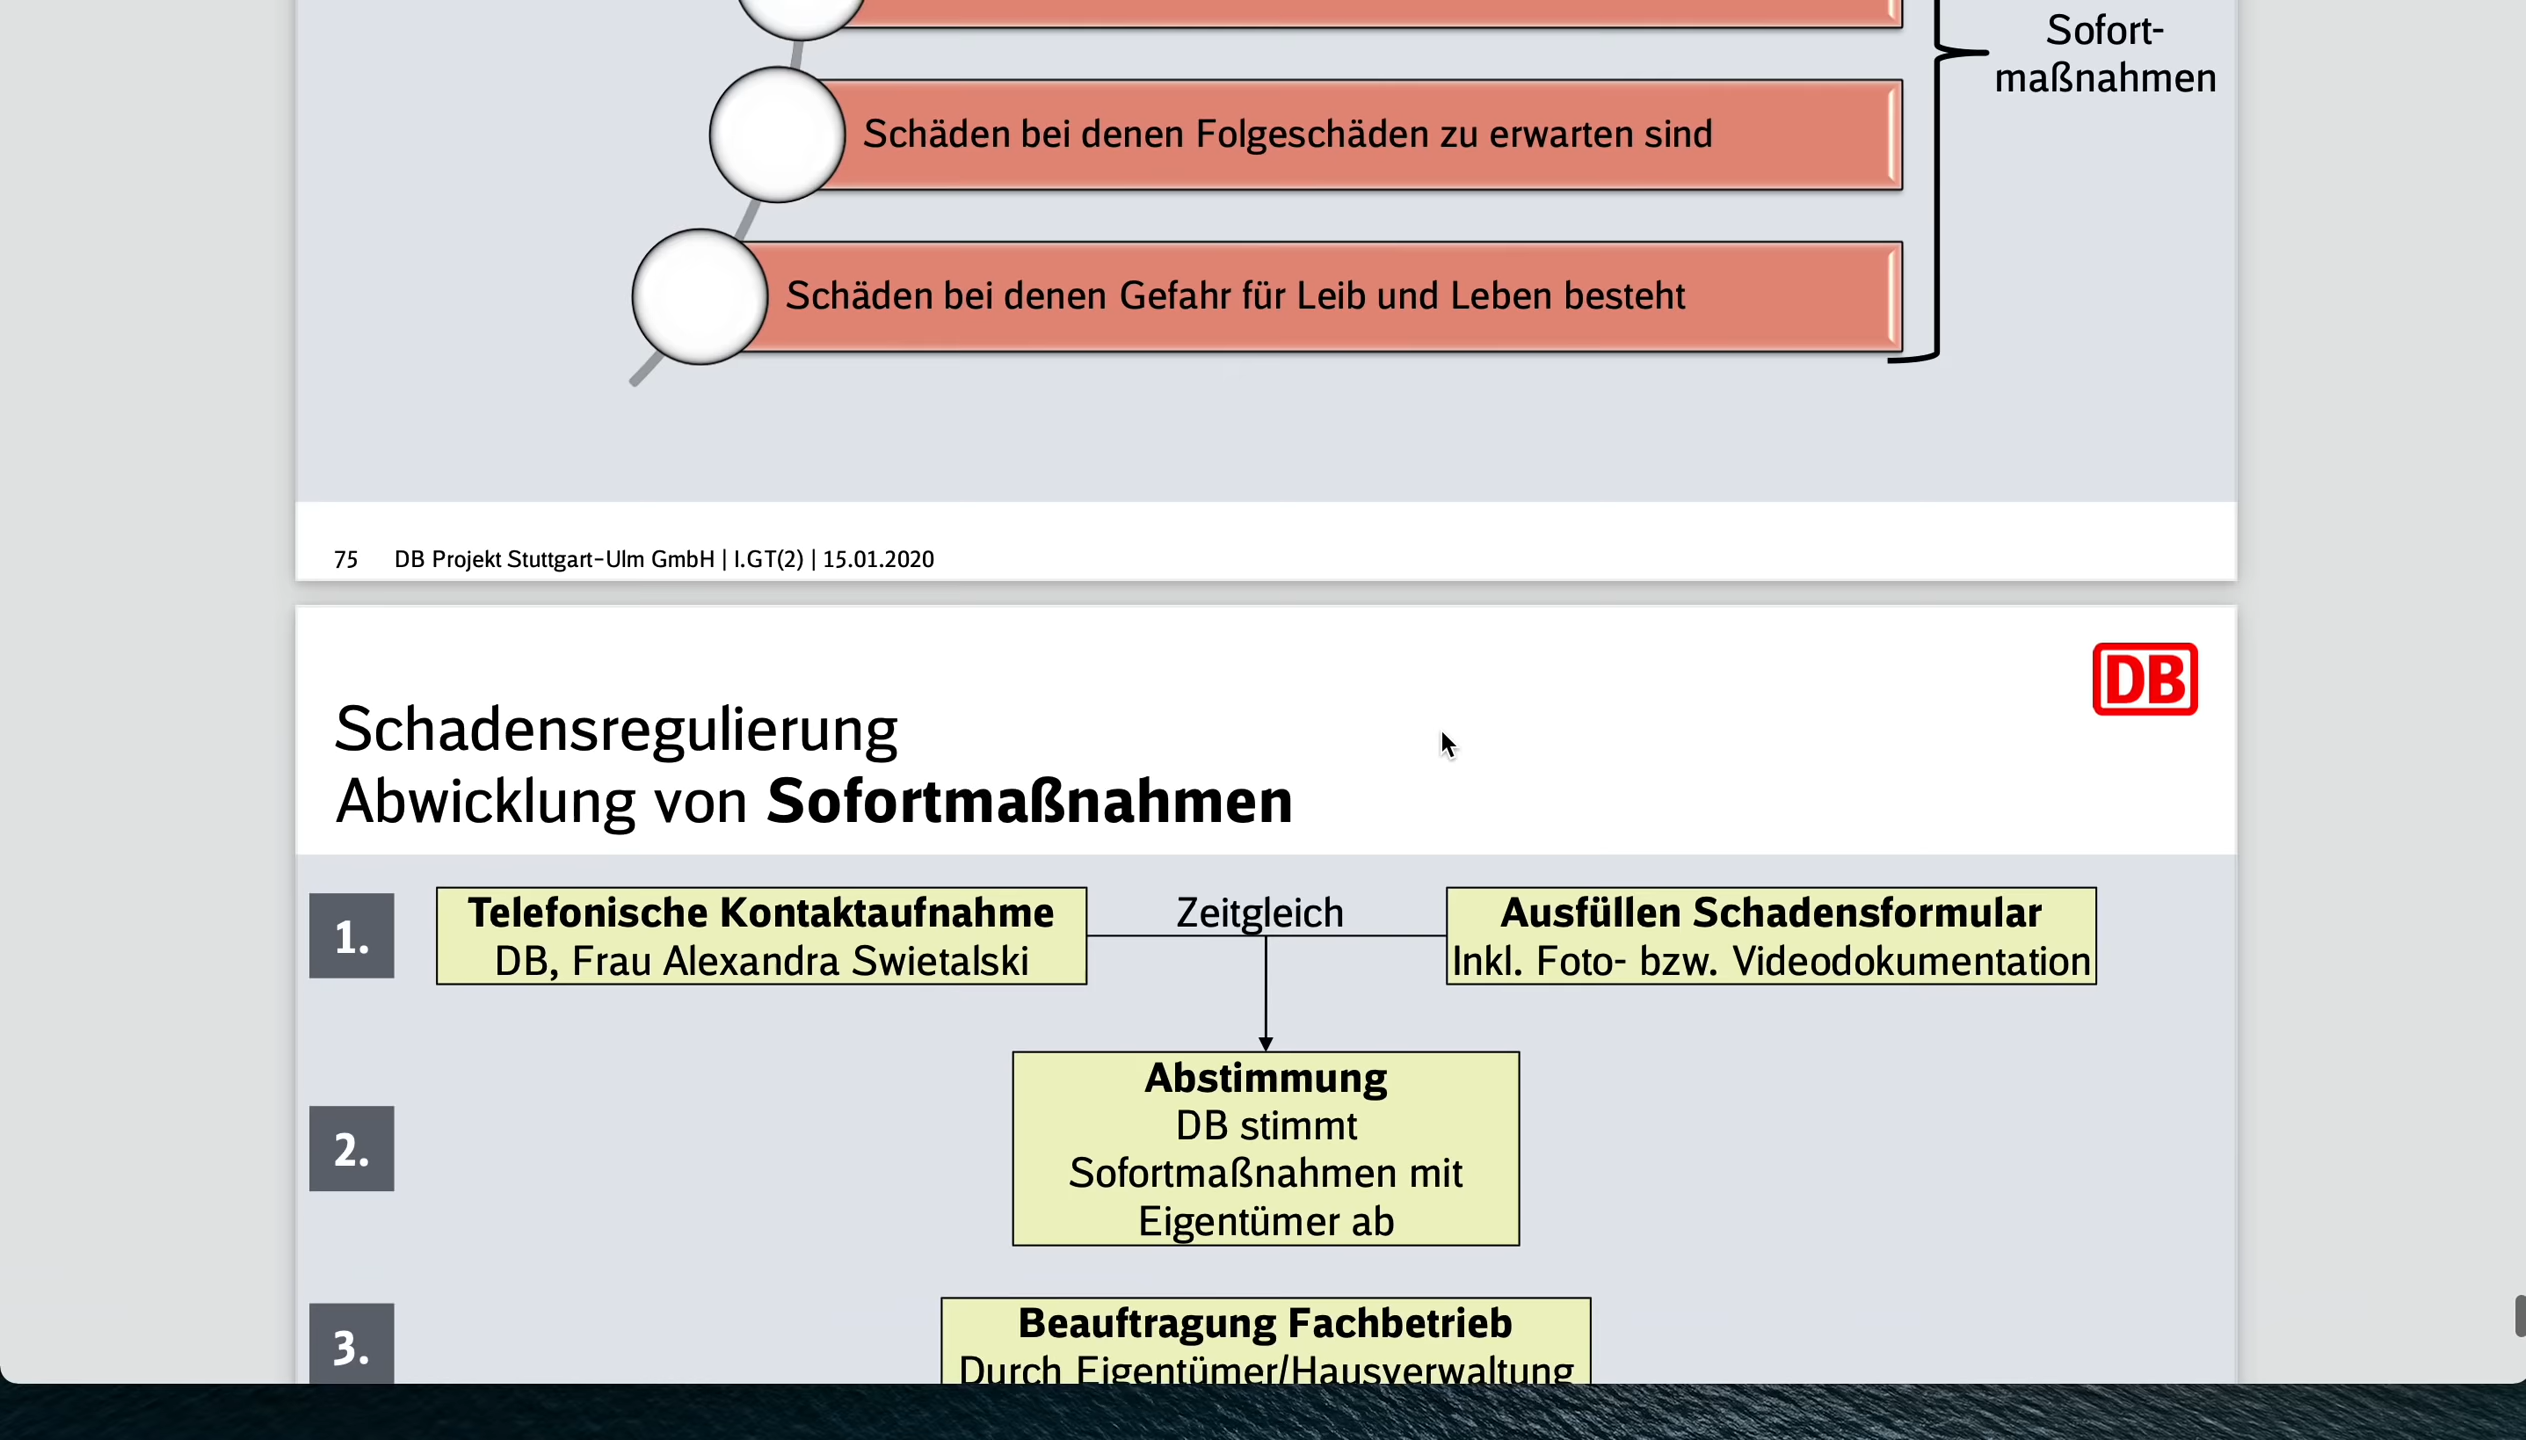 Sofort-
maßnahmen
Schäden bei denen Folgeschäden zu erwarten sind
Schäden bei denen Gefahr für Leib und Leben besteht
75 DB Projekt Stuttgart-Ulm GmbH | I.GT(2) | 15.01.2020
DB
Schadensregulierung
Abwicklung von Sofortmaßnahmen
1.
Telefonische Kontaktaufnahme
DB, Frau Alexandra Swietalski
Zeitgleich
Ausfüllen Schadensformular
Inkl. Foto- bzw. Videodokumentation
2.
Abstimmung
DB stimmt
Sofortmaßnahmen mit
Eigentümer ab
3.
Beauftragung Fachbetrieb
Durch Eigentümer/Hausverwaltung